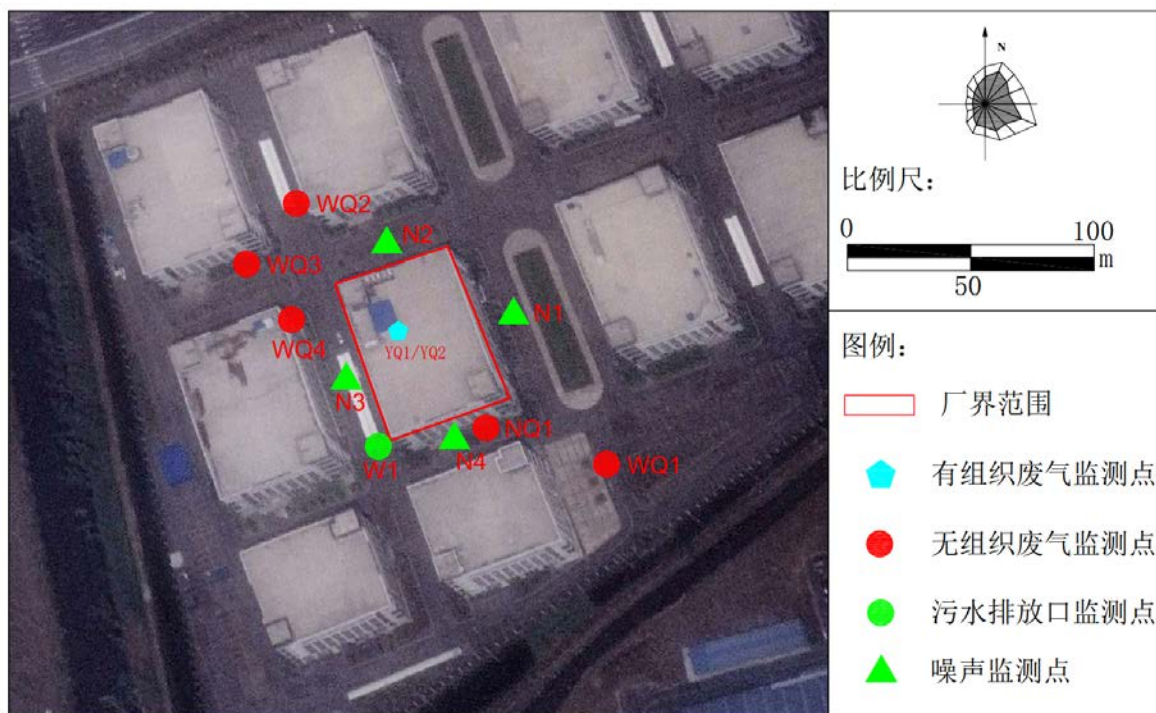 WQ2
N2
WQ3
N1
WQ4
YQ1/YQ2
N3
NQ1
W1
N4
WQ1
N
比例尺：
0 100
m
50
图例：
厂界范围
有组织废气监测点
无组织废气监测点
污水排放口监测点
噪声监测点